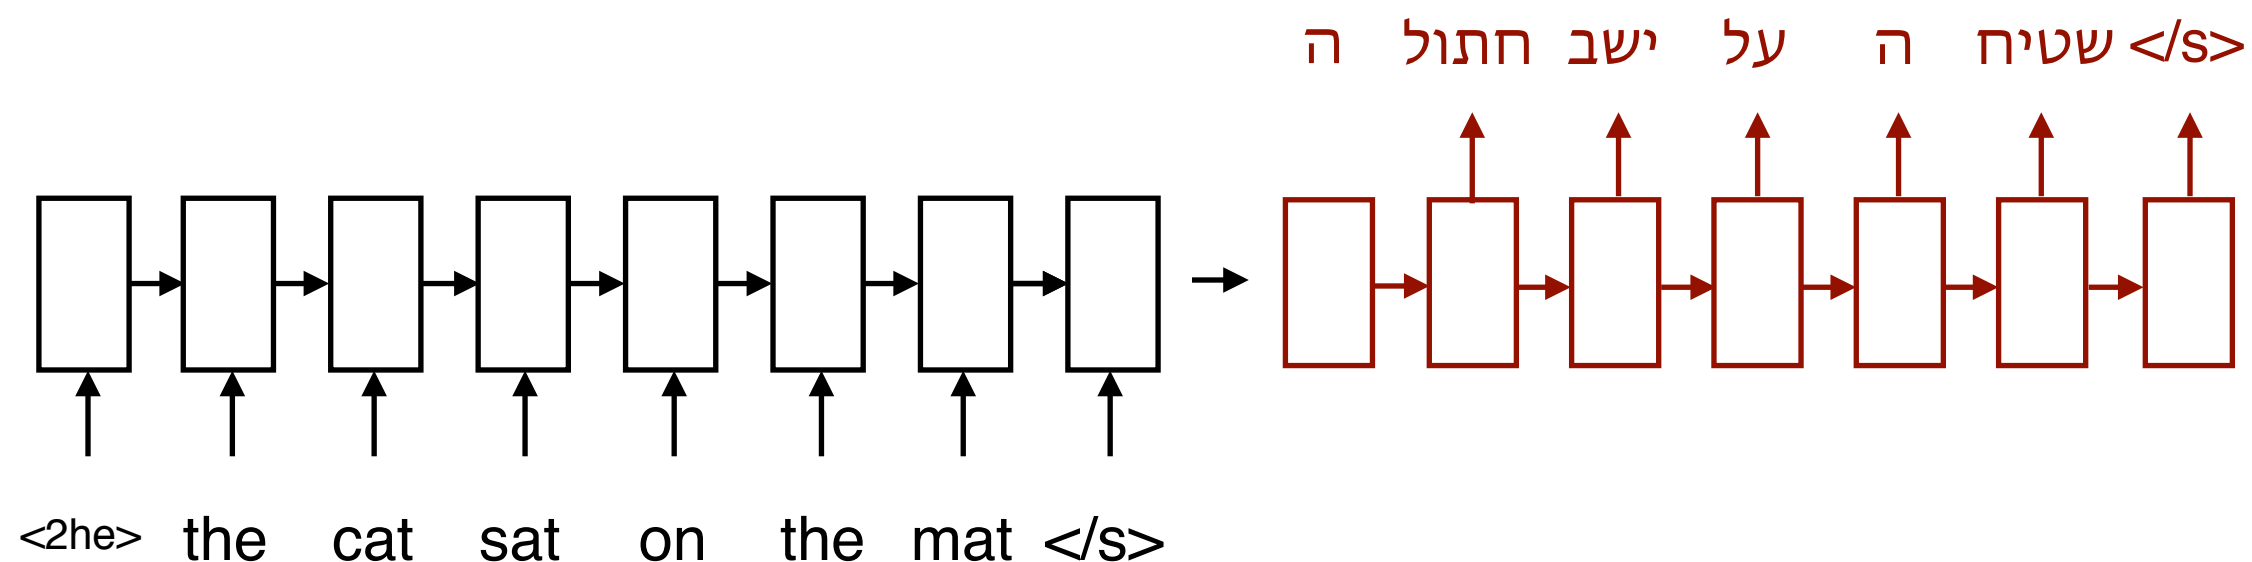 ה חתול ישב על ה שטיח </s>
<2he> the cat sat on the mat </s>